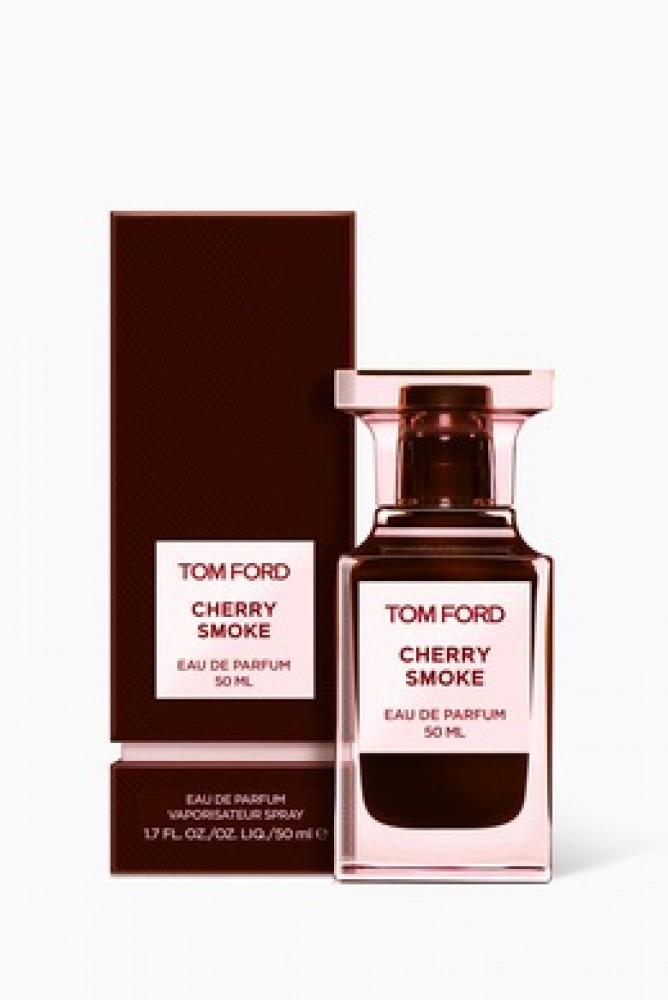 TOM FORD
CHERRY
SMOKE
EAU DE PARFUM
50 ML
EAU DE PARFUM
VAPORISATEUR SPRAY
1.7 FL. OZ./OZ. LIQ./50 ml ℮
TOM FORD
CHERRY
SMOKE
EAU DE PARFUM
50 ML